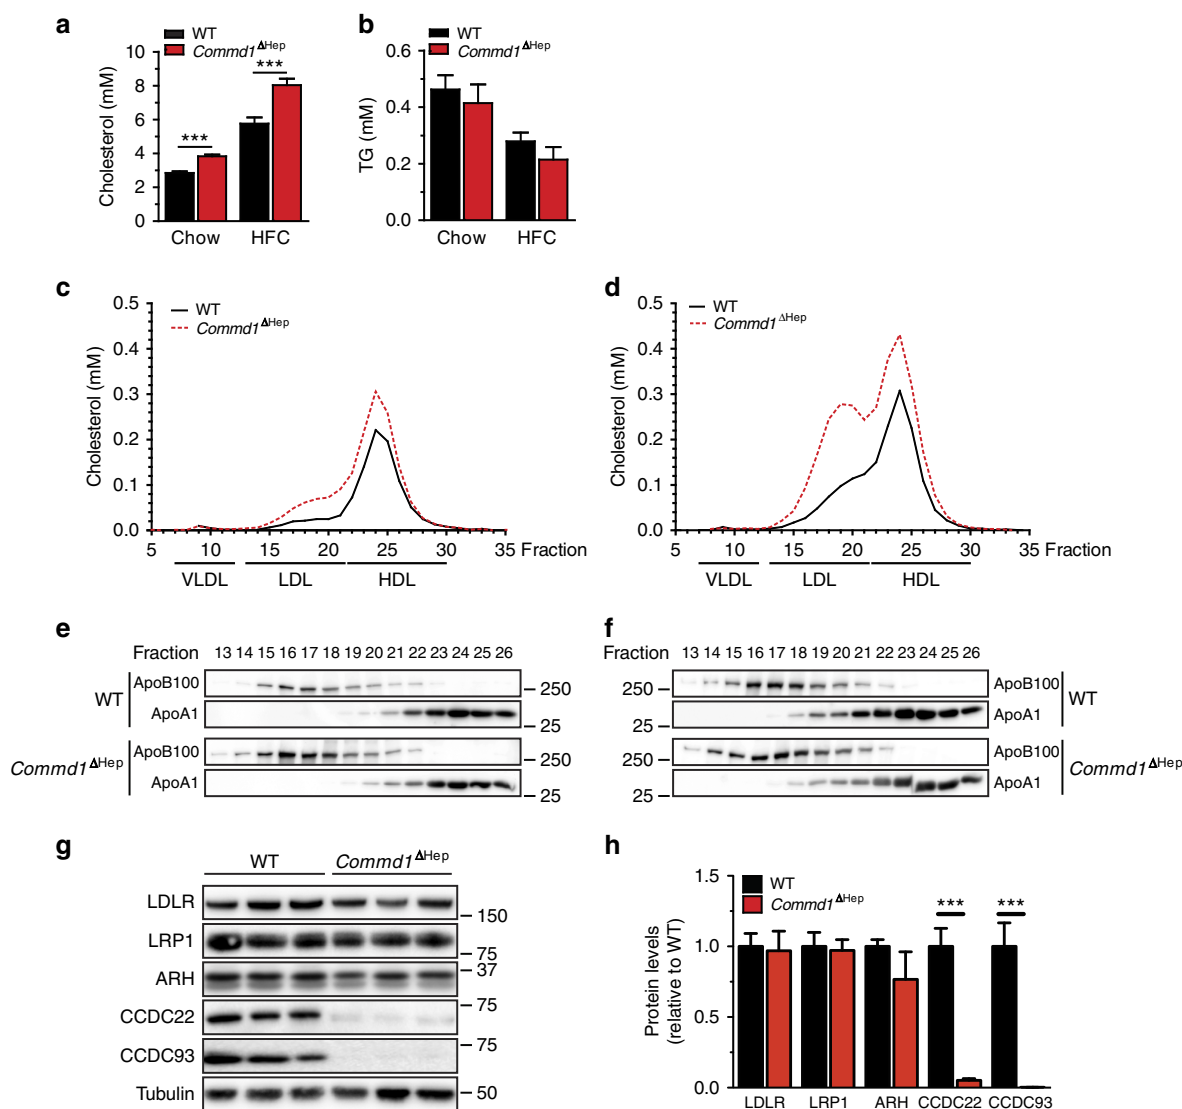 a
WT
Commd1ΔHep
Cholesterol (mM)
10
8
6
4
2
0
***
***
Chow HFC
b
WT
Commd1ΔHep
TG (mM)
0.6
0.4
0.2
0.0
Chow HFC
c
WT
Commd1ΔHep
Cholesterol (mM)
0.5
0.4
0.3
0.2
0.1
0.0
5 10 15 20 25 30 35 Fraction
VLDL LDL HDL
d
WT
Commd1ΔHep
Cholesterol (mM)
0.5
0.4
0.3
0.2
0.1
0.0
5 10 15 20 25 30 35 Fraction
VLDL LDL HDL
e
Fraction 13 14 15 16 17 18 19 20 21 22 23 24 25 26
WT
ApoB100 250
ApoA1 25
Commd1ΔHep
ApoB100 250
ApoA1 25
f
Fraction 13 14 15 16 17 18 19 20 21 22 23 24 25 26
250 ApoB100
WT
25 ApoA1
250 ApoB100
Commd1ΔHep
25 ApoA1
g
WT Commd1ΔHep
LDLR
150
LRP1
75
ARH 37
CCDC22 75
CCDC93 75
Tubulin 50
h
WT
Commd1ΔHep
Protein levels
(relative to WT)
1.5
1.0
0.5
0.0
*** ***
LDLR LRP1 ARH CCDC22 CCDC93